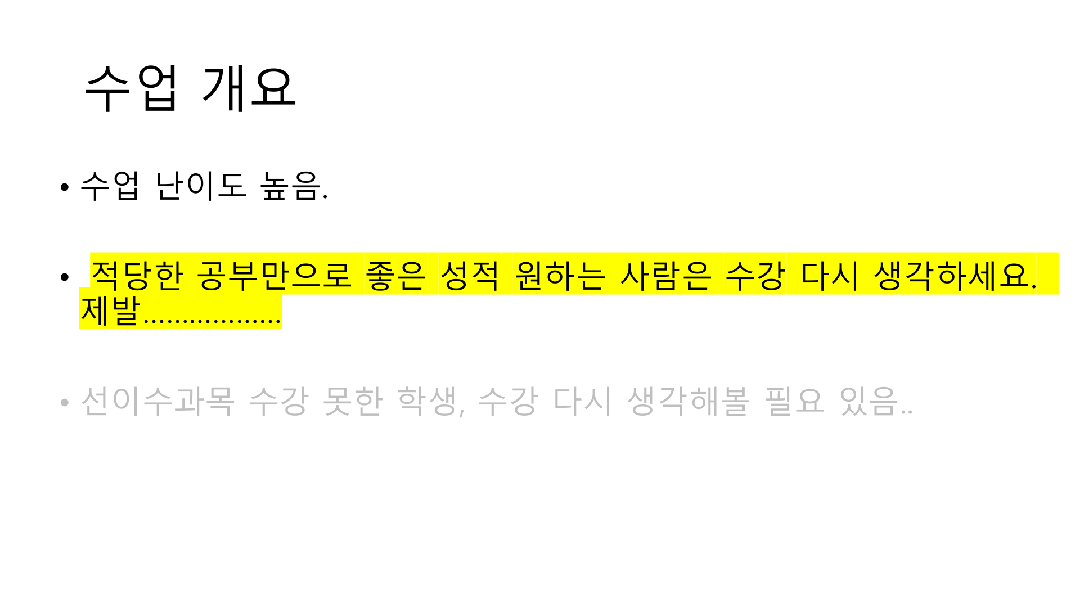 수업 개요
• 수업 난이도 높음.
• 적당한 공부만으로 좋은 성적 원하는 사람은 수강 다시 생각하세요.
제발..................
• 선이수과목 수강 못한 학생, 수강 다시 생각해볼 필요 있음..